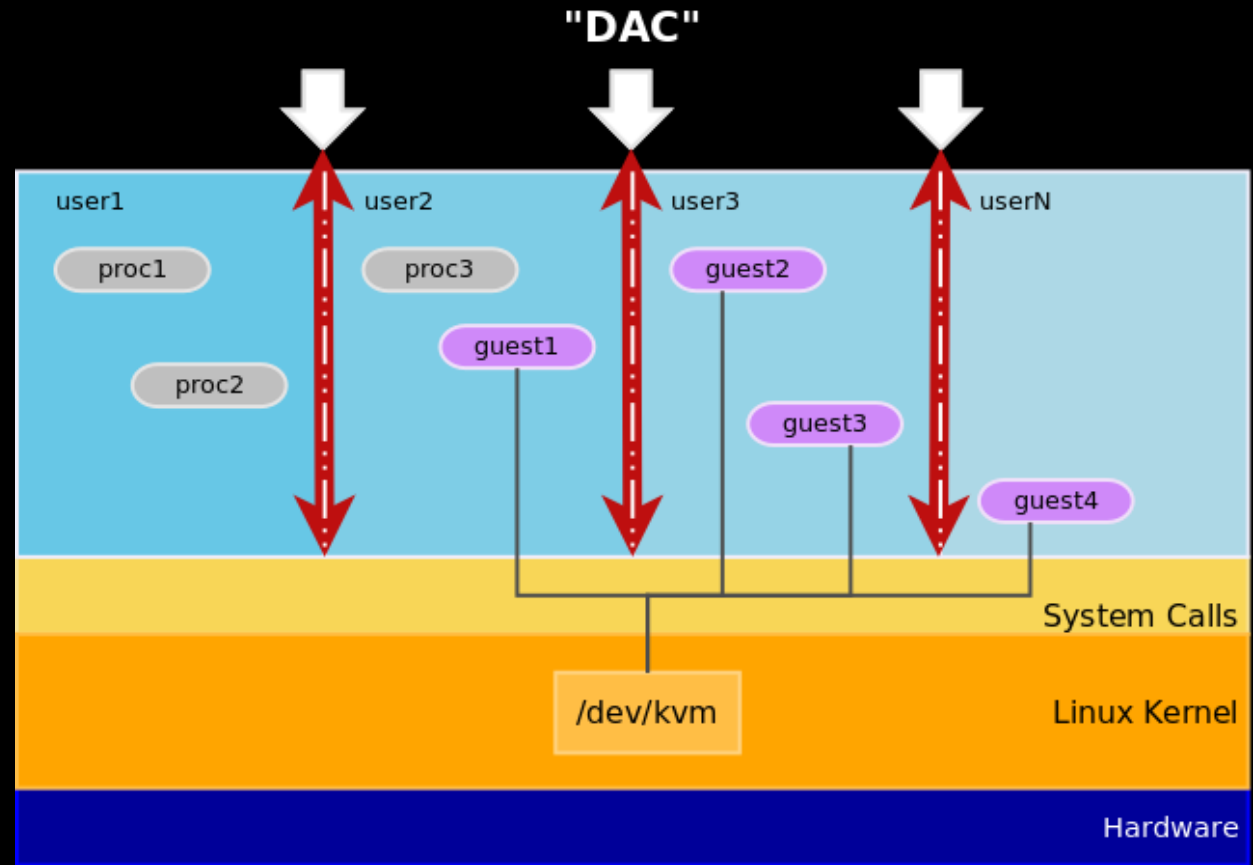 "DAC"
user1
user2
user3
userN
proc1
proc3
guest2
guest1
proc2
guest3
guest4
System Calls
/dev/kvm
Linux Kernel
Hardware